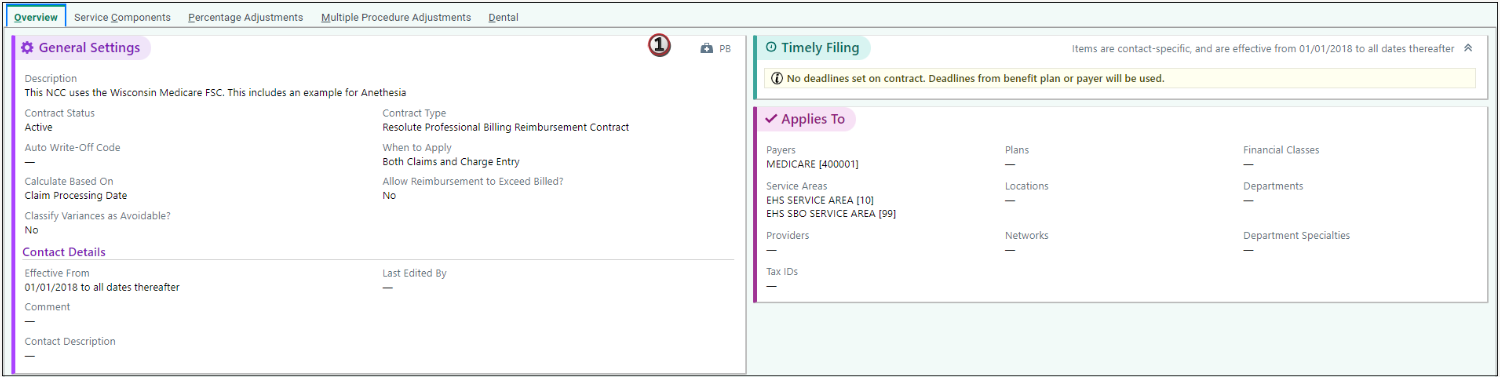 Overview Service Components Percentage Adjustments Multiple Procedure Adjustments Dental
General Settings
1
PB
Description
This NCC uses the Wisconsin Medicare FSC. This includes an example for Anethesia
Contract Status
Active
Contract Type
Resolute Professional Billing Reimbursement Contract
Auto Write-Off Code
—
When to Apply
Both Claims and Charge Entry
Calculate Based On
Claim Processing Date
Allow Reimbursement to Exceed Billed?
No
Classify Variances as Avoidable?
No
Contact Details
Effective From
01/01/2018 to all dates thereafter
Last Edited By
—
Comment
—
Contact Description
—
Timely Filing
Items are contact-specific, and are effective from 01/01/2018 to all dates thereafter
No deadlines set on contract. Deadlines from benefit plan or payer will be used.
Applies To
Payers
MEDICARE [400001]
Plans
—
Financial Classes
—
Service Areas
EHS SERVICE AREA [10]
EHS SBO SERVICE AREA [99]
Locations
—
Departments
—
Providers
—
Networks
—
Department Specialties
—
Tax IDs
—